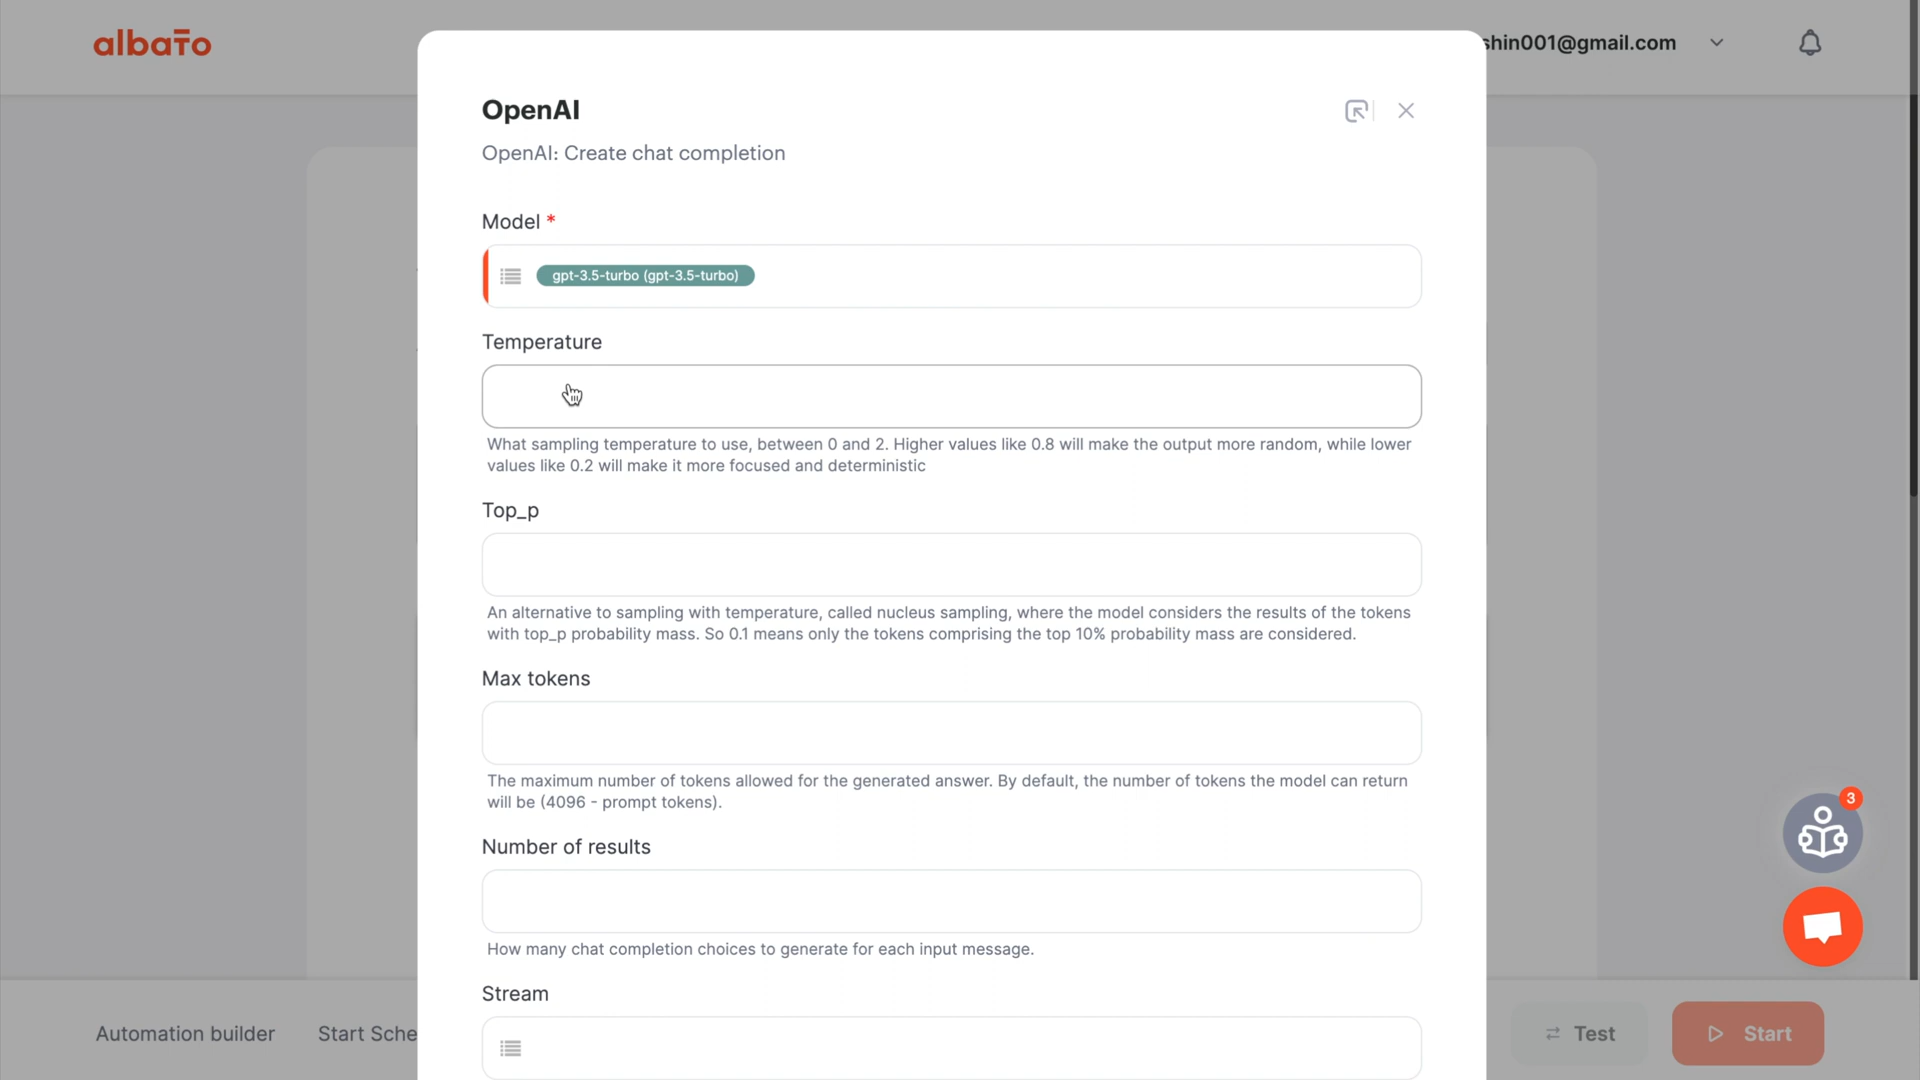 albato
shin001@gmail.com
OpenAI
OpenAI: Create chat completion
Model *
gpt-3.5-turbo (gpt-3.5-turbo)
Temperature
What sampling temperature to use, between 0 and 2. Higher values like 0.8 will make the output more random, while lower
values like 0.2 will make it more focused and deterministic
Top_p
An alternative to sampling with temperature, called nucleus sampling, where the model considers the results of the tokens
with top_p probability mass. So 0.1 means only the tokens comprising the top 10% probability mass are considered.
Max tokens
The maximum number of tokens allowed for the generated answer. By default, the number of tokens the model can return
will be (4096 - prompt tokens).
3
Number of results
How many chat completion choices to generate for each input message.
Stream
Automation builder
Start Sche
Test
Start